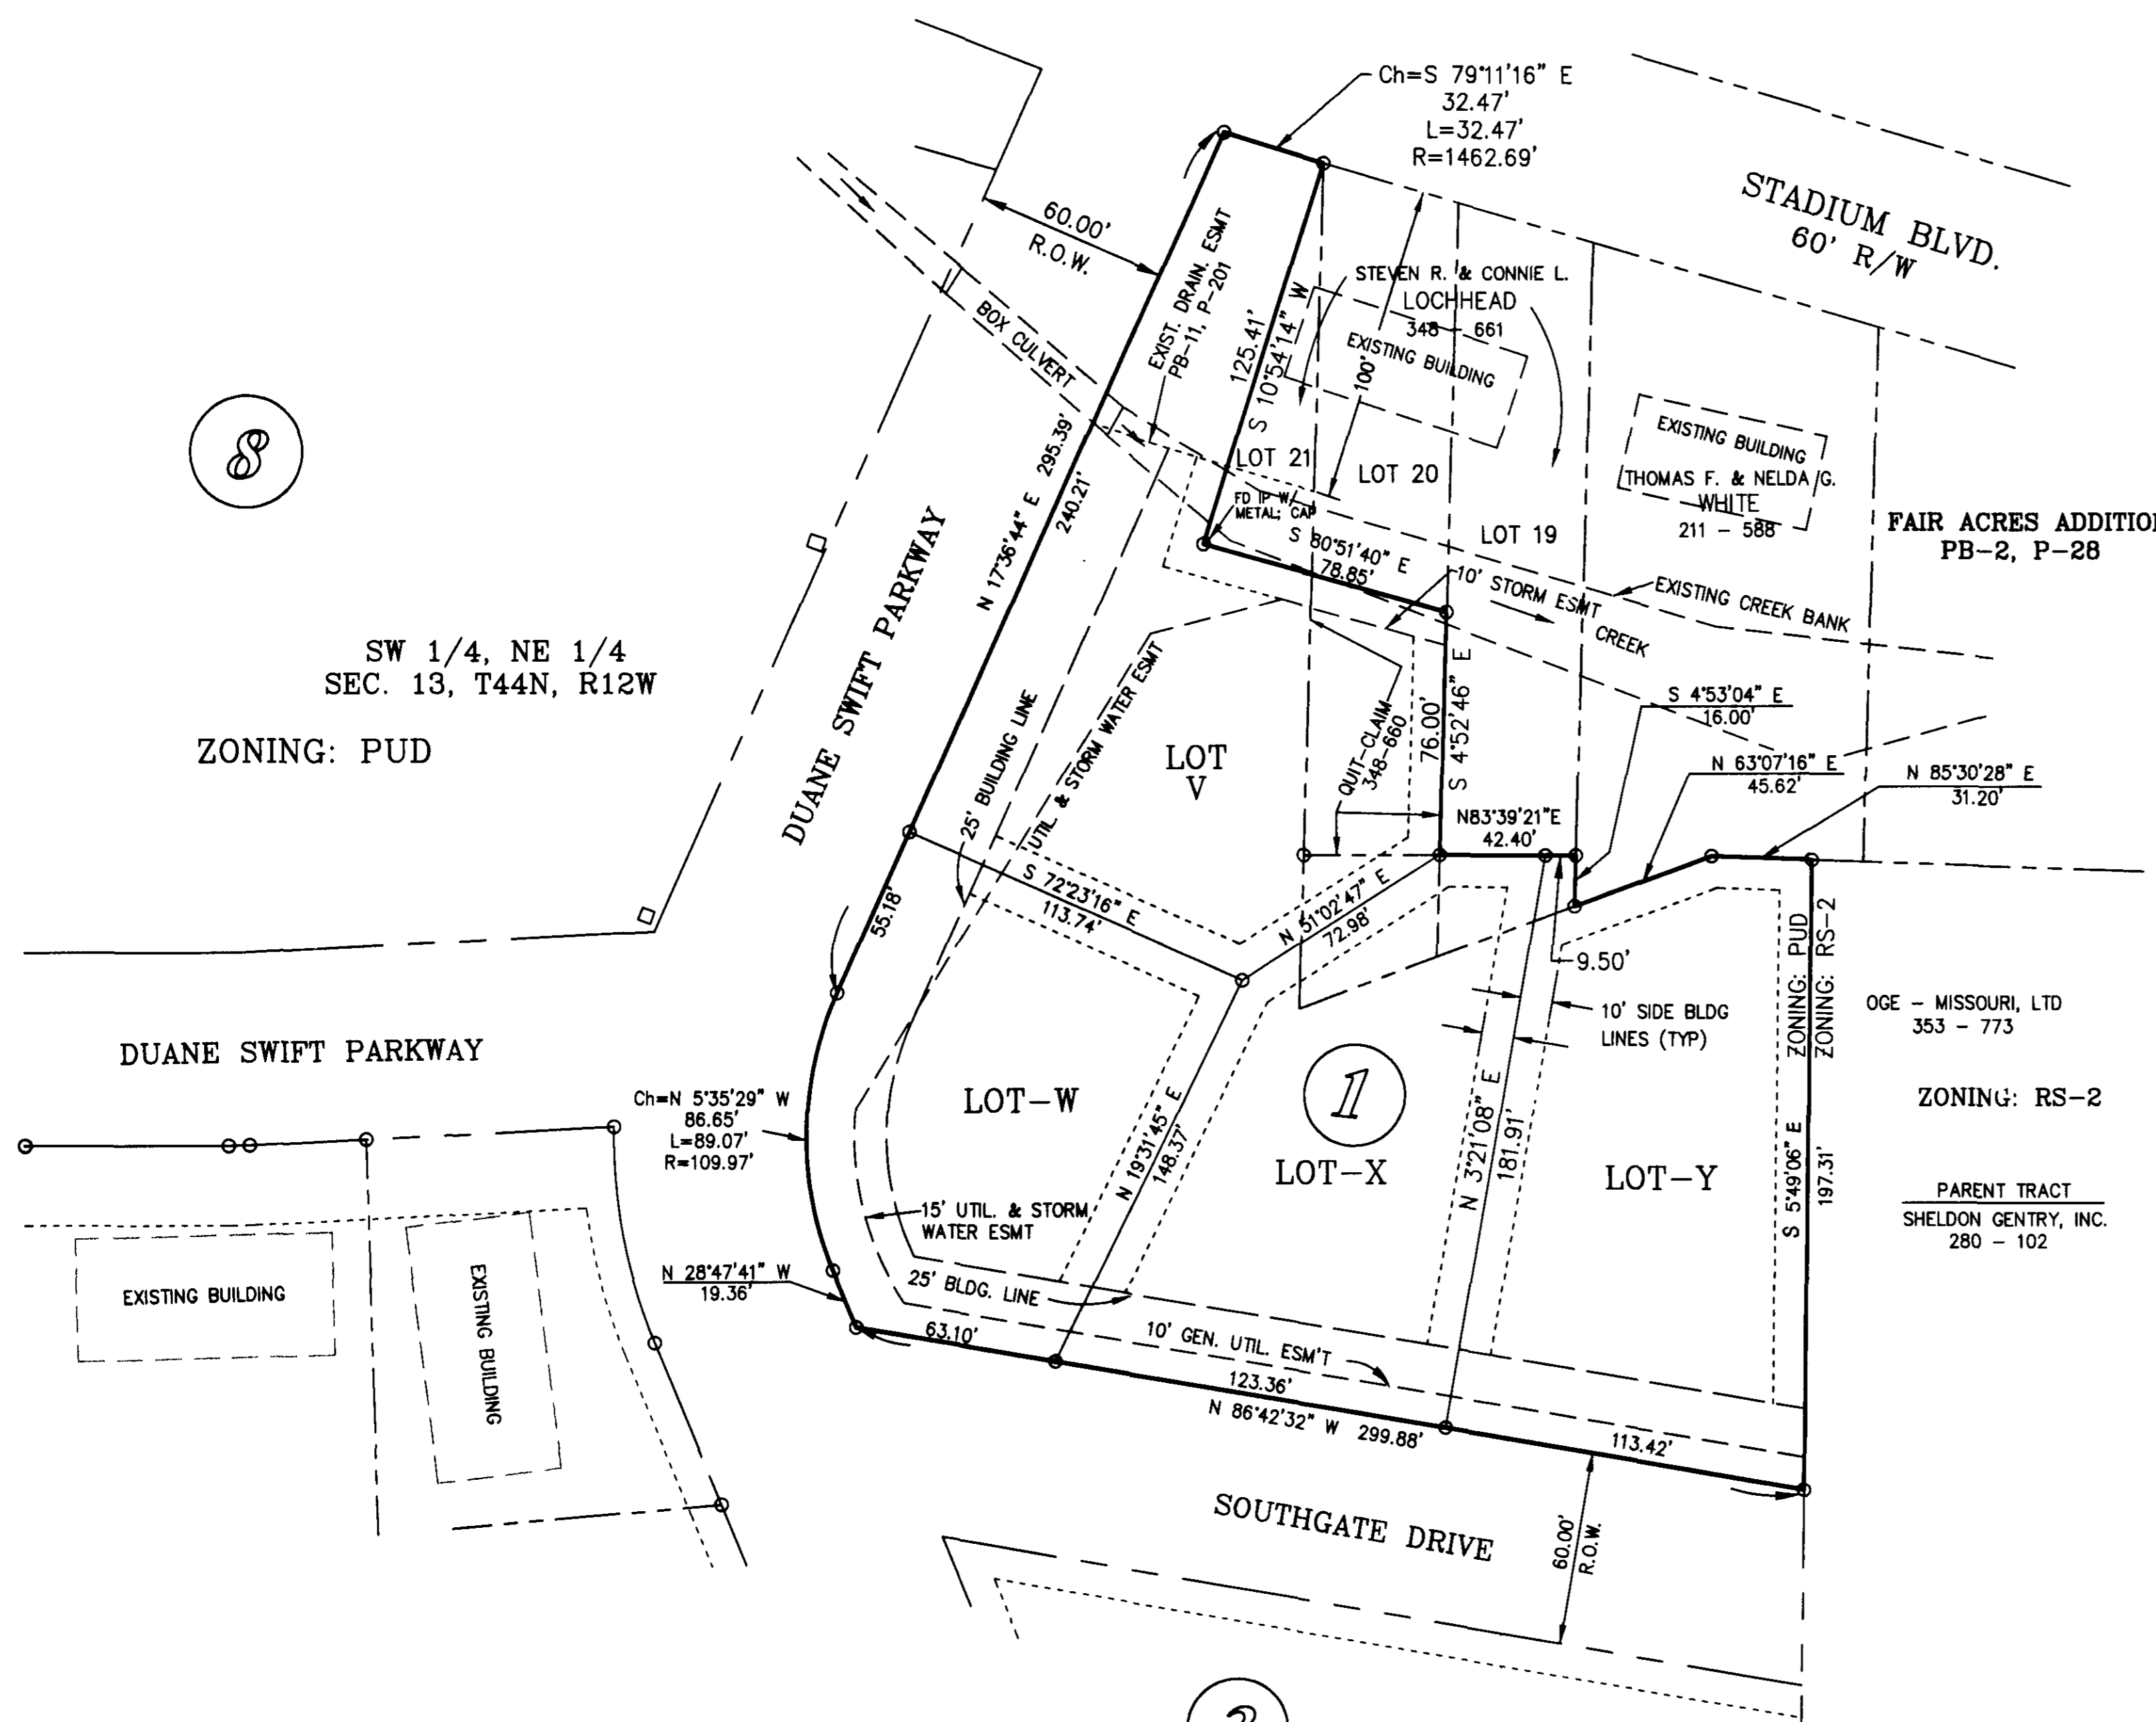 Ch=S 79°11'16" E
32.47'
L=32.47'
R=1462.69'
STADIUM BLVD.
60' R/W
60.00'
R.O.W.
EXIST. DRAIN. ESMT
PB-11, P-201
BOX CULVERT
125.41'
S 10°54'14" W
STEVEN R. & CONNIE L.
LOCHHEAD
348 - 661
EXISTING BUILDING
100'
EXISTING BUILDING
THOMAS F. & NELDA G.
WHITE
211 - 588
FAIR ACRES ADDITIO
PB-2, P-28
LOT 21
LOT 20
LOT 19
FD IP W/
METAL; CAP
S 80°51'40" E
78.85'
10' STORM ESMT
CREEK
EXISTING CREEK BANK
8
SW 1/4, NE 1/4
SEC. 13, T44N, R12W
ZONING: PUD
N 17°36'44" E 295.39'
240.21'
DUANE SWIFT PARKWAY
25' BUILDING LINE
UTIL. & STORM WATER ESMT
LOT
V
QUIT-CLAIM
348-660
76.00'
S 4°52'46" E
S 4°53'04" E
16.00'
N 63°07'16" E
45.62'
N 85°30'28" E
31.20'
N83°39'21"E
42.40'
S 72°23'16" E
113.74'
N 51°02'47" E
72.98'
55.18'
9.50'
10' SIDE BLDG
LINES (TYP)
ZONING: PUD
ZONING: RS-2
OGE - MISSOURI, LTD
353 - 773
ZONING: RS-2
PARENT TRACT
SHELDON GENTRY, INC.
280 - 102
DUANE SWIFT PARKWAY
Ch=N 5°35'29" W
86.65'
L=89.07'
R=109.97'
LOT-W
1
LOT-X
LOT-Y
N 19°31'45" E
148.37'
N 3°21'08" E
181.91'
S 5°49'06" E
197.31'
15' UTIL. & STORM
WATER ESMT
N 28°47'41" W
19.36'
25' BLDG. LINE
EXISTING BUILDING
EXISTING BUILDING
63.10'
10' GEN. UTIL. ESM'T
123.36'
N 86°42'32" W 299.88'
113.42'
SOUTHGATE DRIVE
60.00'
R.O.W.